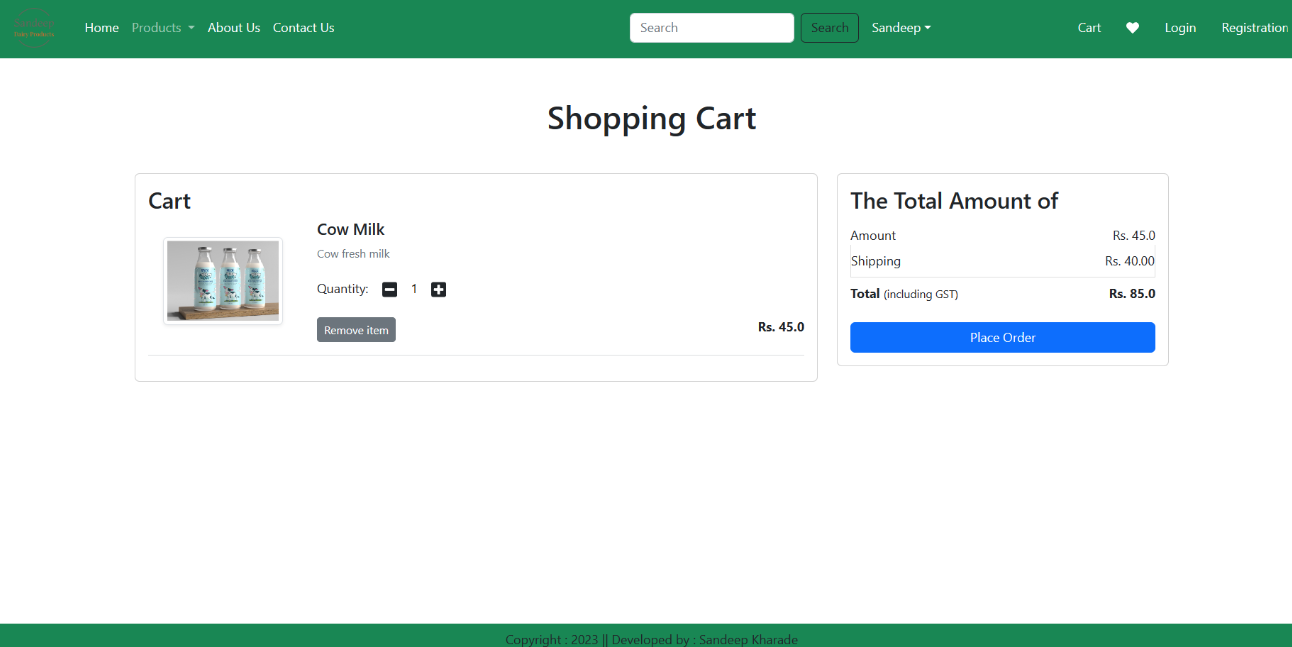 Home Products About Us Contact Us Search Search Sandeep Cart Login Registration
Shopping Cart
Cart
Cow Milk
Cow fresh milk
Quantity: 1
Remove item
Rs. 45.0
The Total Amount of
Amount Rs. 45.0
Shipping Rs. 40.00
Total (including GST) Rs. 85.0
Place Order
Copyright : 2023 || Developed by : Sandeep Kharade